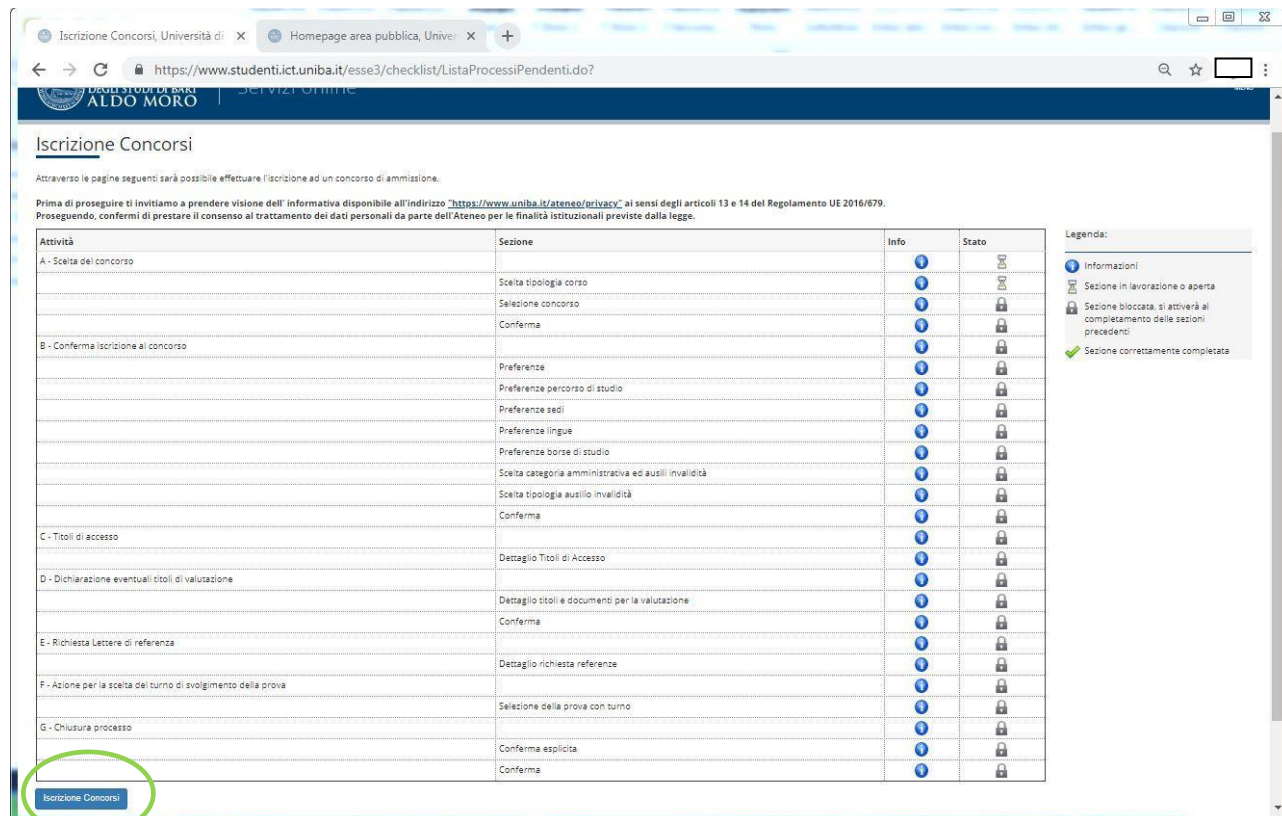 Iscrizione Concorsi, Università di
Homepage area pubblica, Univer
https://www.studenti.ict.uniba.it/esse3/checklist/ListaProcessiPendenti.do?
DEGLI STUDI DI BARI
ALDO MORO
Servizi Online
MENU
Iscrizione Concorsi
Attraverso le pagine seguenti sarà possibile effettuare l'iscrizione ad un concorso di ammissione.
Prima di proseguire ti invitiamo a prendere visione dell' informativa disponibile all'indirizzo "https://www.uniba.it/ateneo/privacy" ai sensi degli articoli 13 e 14 del Regolamento UE 2016/679.
Proseguendo, confermi di prestare il consenso al trattamento dei dati personali da parte dell'Ateneo per le finalità istituzionali previste dalla legge.
Attività Sezione Info Stato
A - Scelta del concorso
Scelta tipologia corso
Selezione concorso
Conferma
B - Conferma iscrizione al concorso
Preferenze
Preferenze percorso di studio
Preferenze sedi
Preferenze lingue
Preferenze borse di studio
Scelta categoria amministrativa ed ausili invalidità
Scelta tipologia ausilio invalidità
Conferma
C - Titoli di accesso
Dettaglio Titoli di Accesso
D - Dichiarazione eventuali titoli di valutazione
Dettaglio titoli e documenti per la valutazione
Conferma
E - Richiesta Lettere di referenza
Dettaglio richiesta referenze
F - Azione per la scelta del turno di svolgimento della prova
Selezione della prova con turno
G - Chiusura processo
Conferma esplicita
Conferma
Iscrizione Concorsi
Legenda:
Informazioni
Sezione in lavorazione o aperta
Sezione bloccata, si attiverà al
completamento delle sezioni
precedenti
Sezione correttamente completata